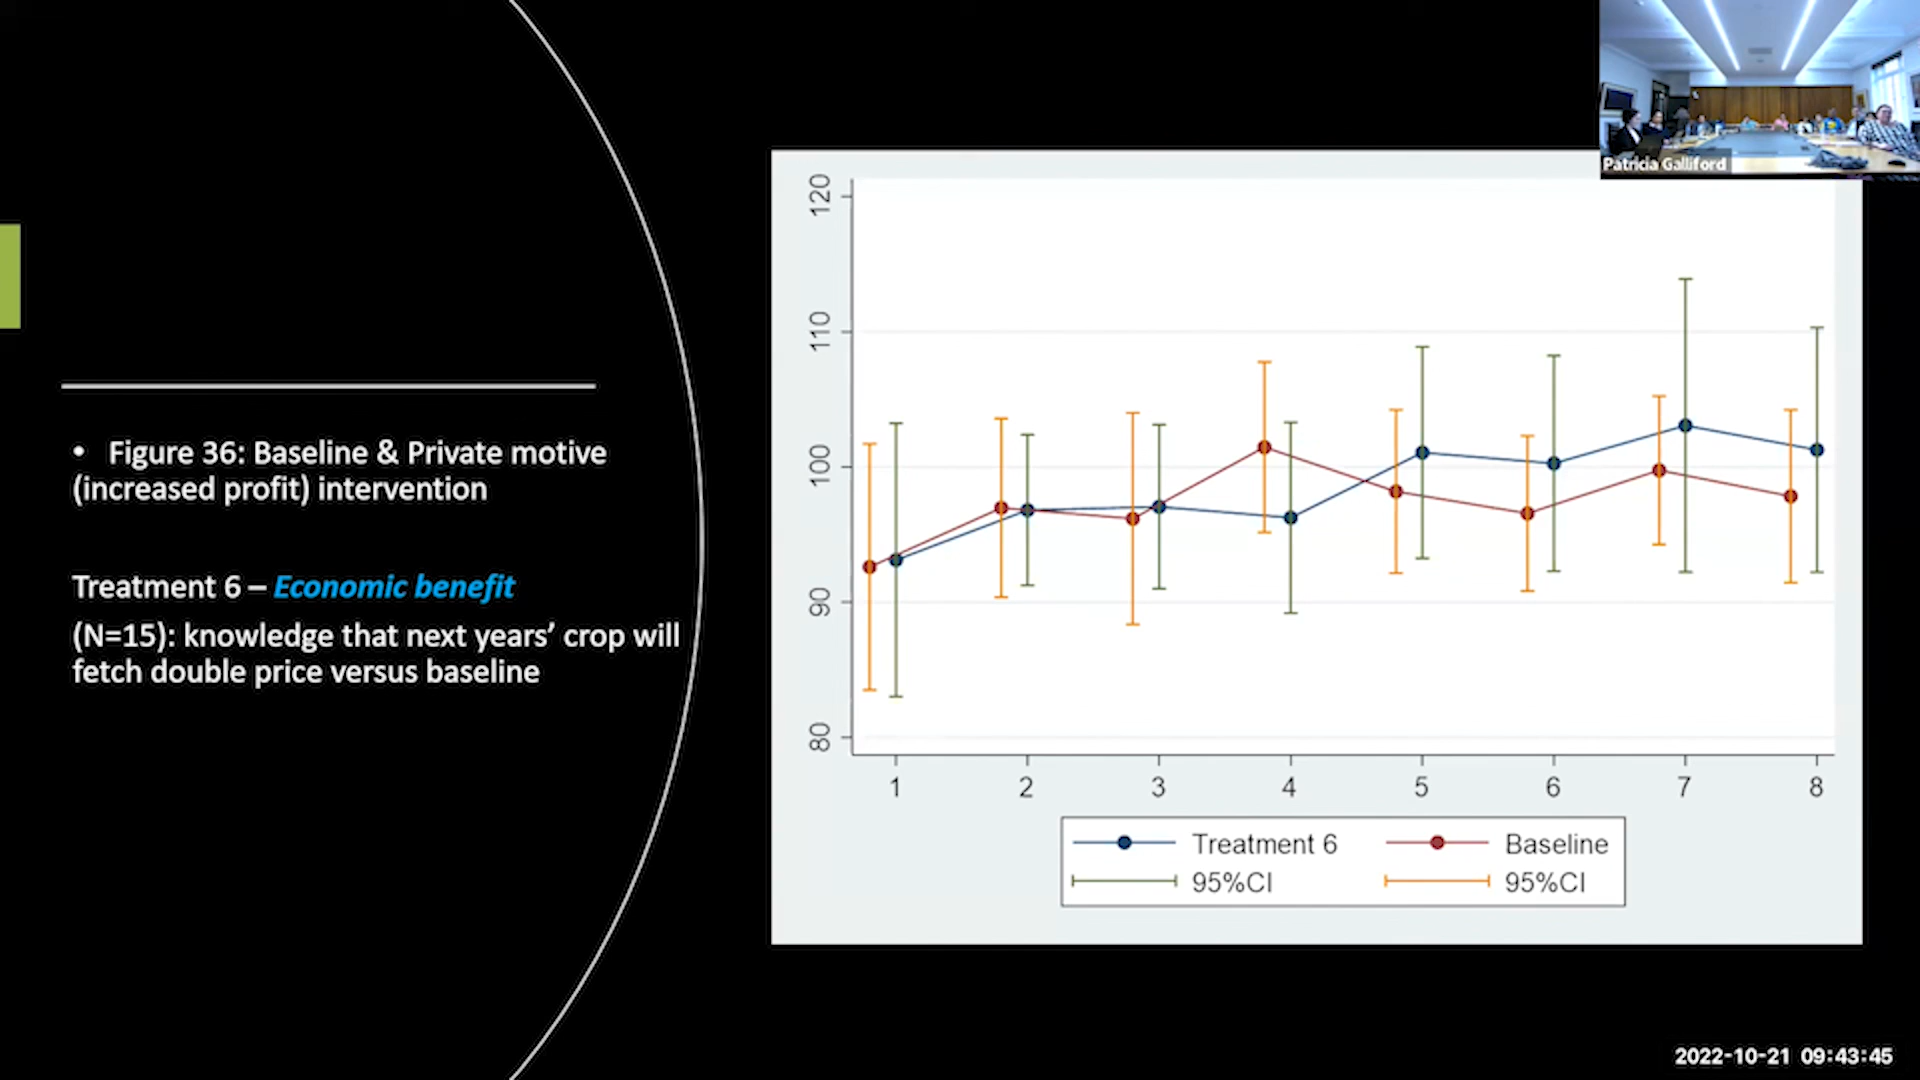 Patricia Galliford
• Figure 36: Baseline & Private motive
(increased profit) intervention
Treatment 6 – Economic benefit
(N=15): knowledge that next years’ crop will
fetch double price versus baseline
120
110
100
90
80
1 2 3 4 5 6 7 8
Treatment 6 Baseline
95%CI 95%CI
2022-10-21 09:43:45